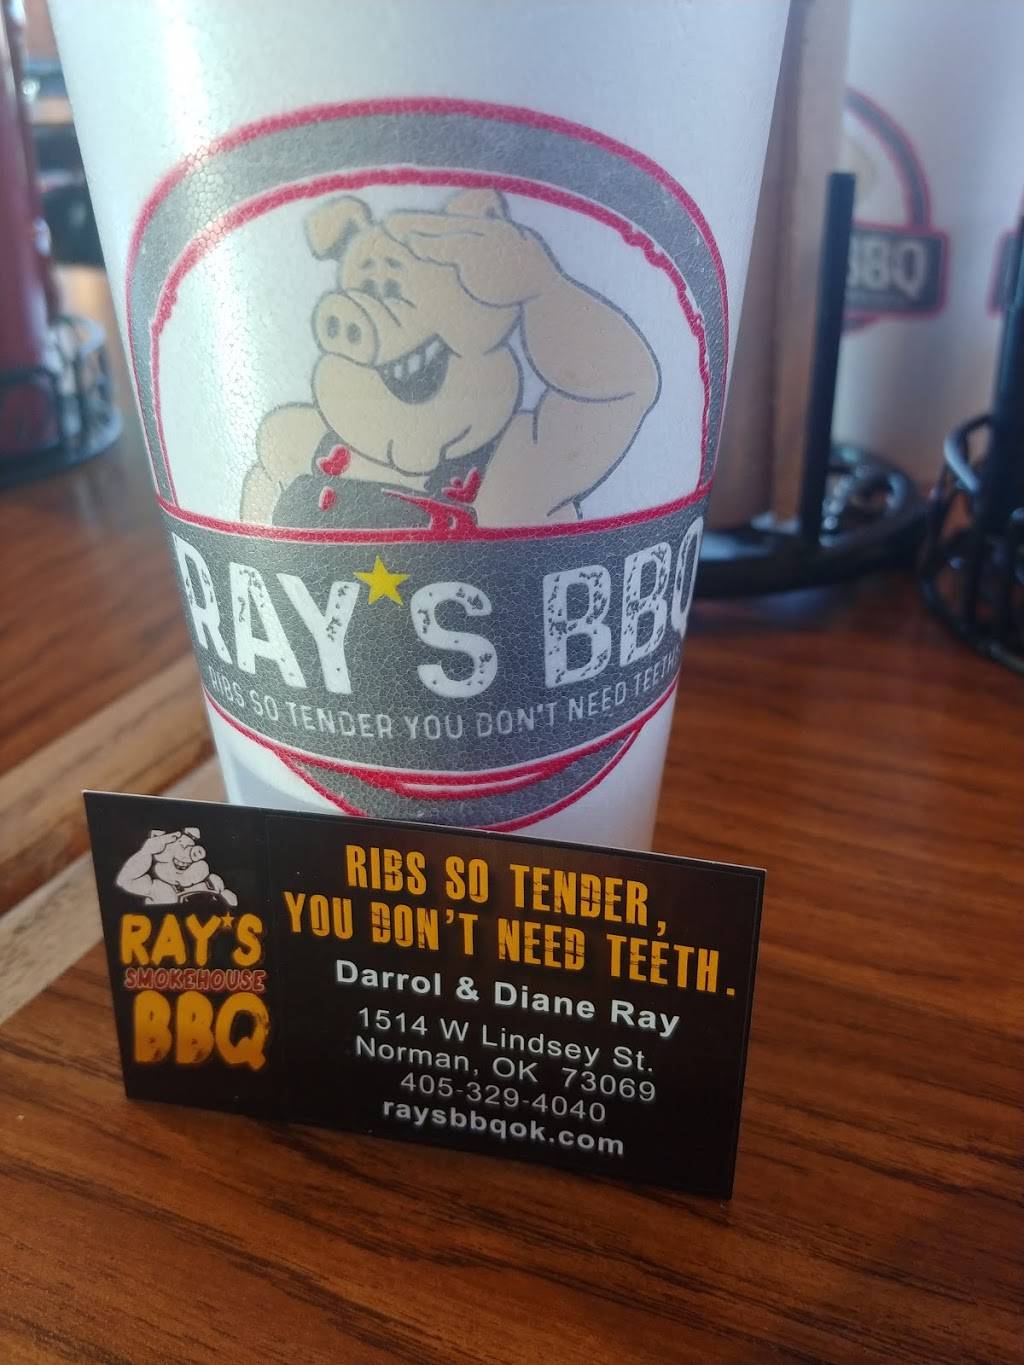 RAY'S BBQ
RIBS SO TENDER YOU DON'T NEED TEETH
BBQ
RAY'S
SMOKEHOUSE
BBQ
RIBS SO TENDER,
YOU DON'T NEED TEETH.
Darrol & Diane Ray
1514 W Lindsey St.
Norman, OK 73069
405-329-4040
raysbbqok.com